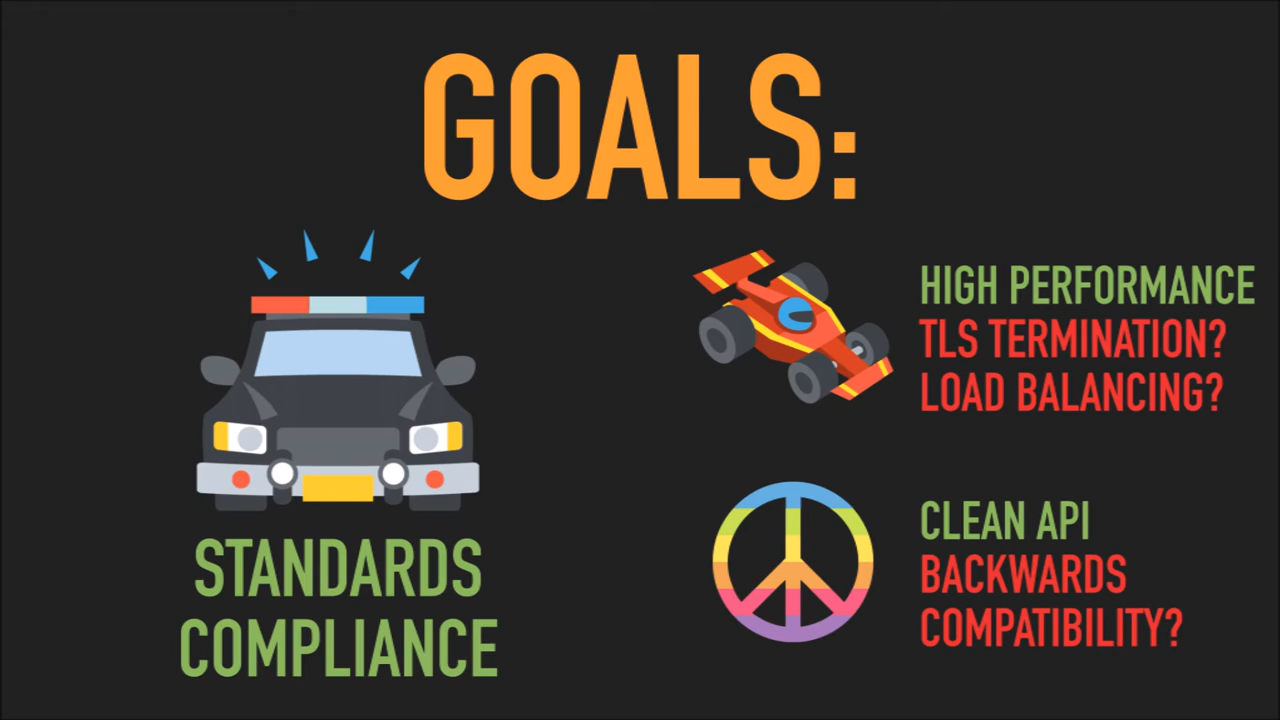 GOALS:
STANDARDS
COMPLIANCE
HIGH PERFORMANCE
TLS TERMINATION?
LOAD BALANCING?
CLEAN API
BACKWARDS
COMPATIBILITY?